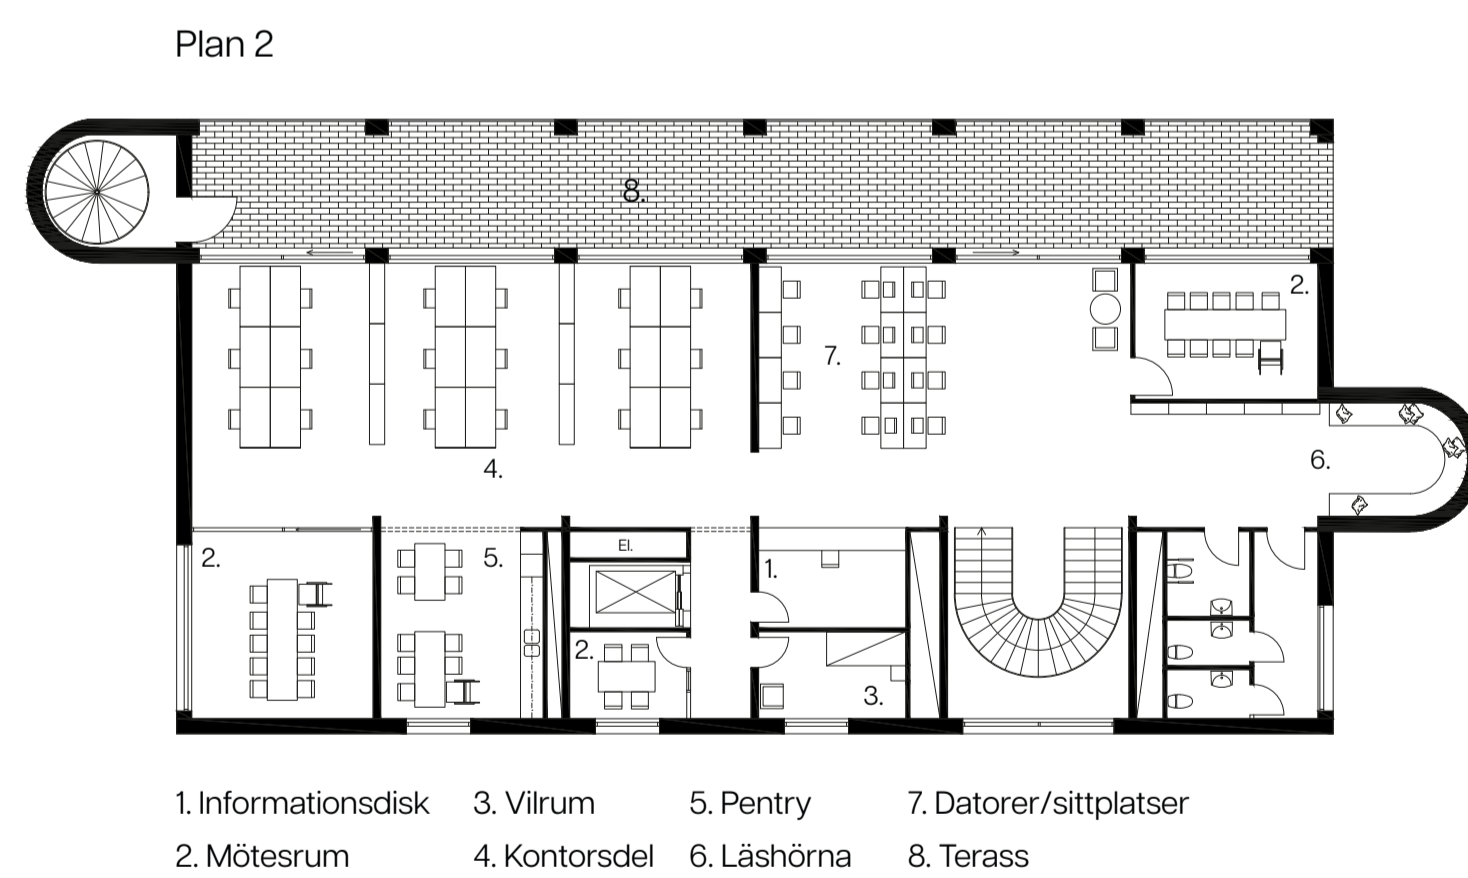 Plan 2
8.
2.
7.
4.
6.
2.
5.
El.
1.
2.
3.
1. Informationsdisk 3. Vilrum 5. Pentry 7. Datorer/sittplatser
2. Mötesrum 4. Kontorsdel 6. Läshörna 8. Terass